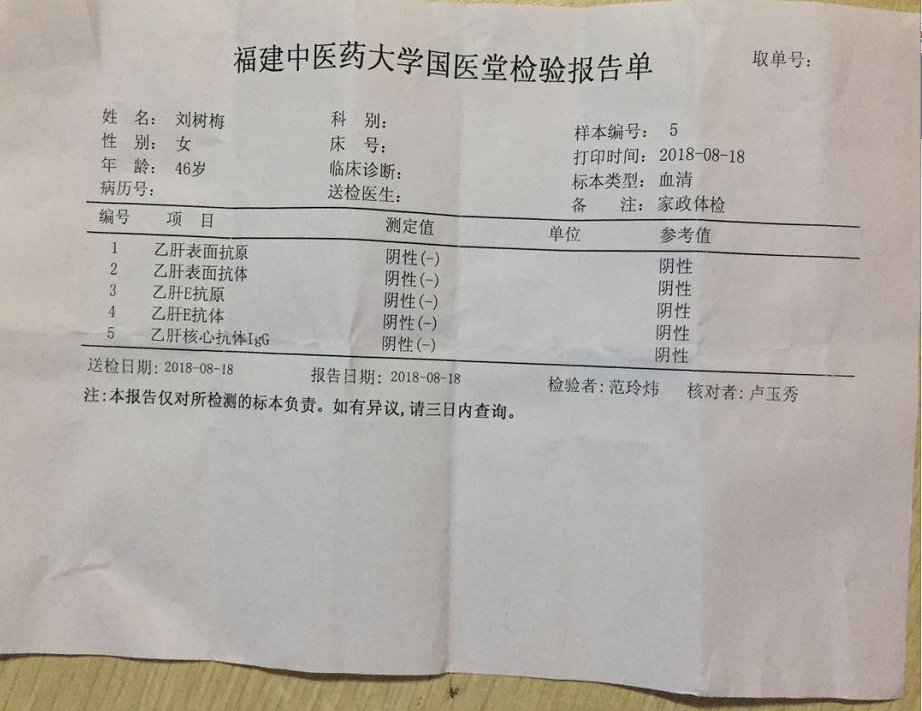 福建中医药大学国医堂检验报告单
取单号:
姓 名: 刘树梅 科 别: 样本编号: 5
性 别: 女 床 号: 打印时间: 2018-08-18
年 龄: 46岁 临床诊断: 标本类型: 血清
病历号: 送检医生: 备 注: 家政体检
编号 项 目 测定值 单位 参考值
1 乙肝表面抗原 阴性(-) 阴性
2 乙肝表面抗体 阴性(-) 阴性
3 乙肝E抗原 阴性(-) 阴性
4 乙肝E抗体 阴性(-) 阴性
5 乙肝核心抗体IgG 阴性(-) 阴性
送检日期: 2018-08-18 报告日期: 2018-08-18 检验者: 范玲炜 核对者: 卢玉秀
注:本报告仅对所检测的标本负责。如有异议,请三日内查询。